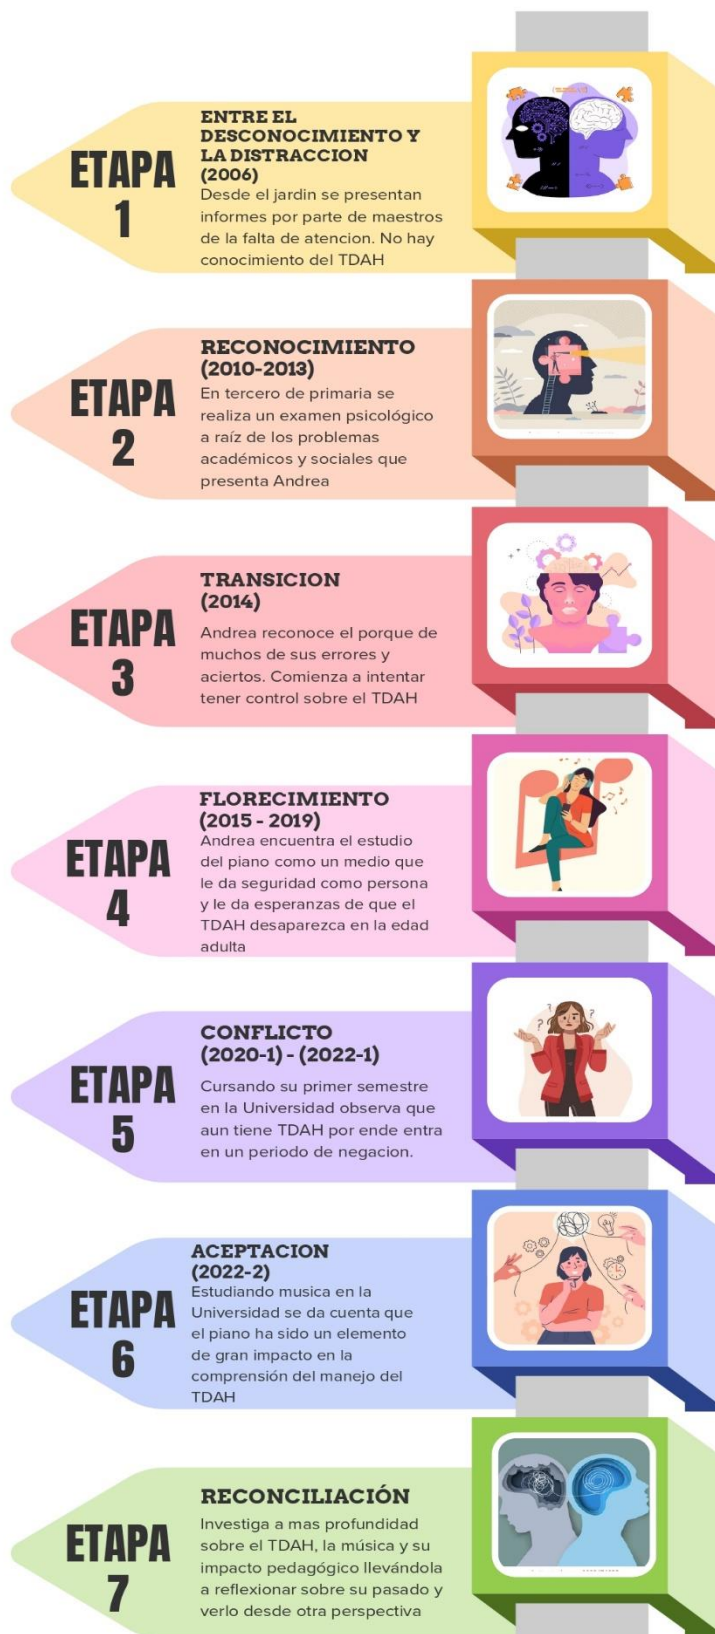 ETAPA
1
ENTRE EL
DESCONOCIMIENTO Y
LA DISTRACCION
(2006)
Desde el jardin se presentan
informes por parte de maestros
de la falta de atencion. No hay
conocimiento del TDAH
ETAPA
2
RECONOCIMIENTO
(2010-2013)
En tercero de primaria se
realiza un examen psicológico
a raíz de los problemas
académicos y sociales que
presenta Andrea
ETAPA
3
TRANSICION
(2014)
Andrea reconoce el porque de
muchos de sus errores y
aciertos. Comienza a intentar
tener control sobre el TDAH
ETAPA
4
FLORECIMIENTO
(2015 - 2019)
Andrea encuentra el estudio
del piano como un medio que
le da seguridad como persona
y le da esperanzas de que el
TDAH desaparezca en la edad
adulta
ETAPA
5
CONFLICTO
(2020-1) - (2022-1)
Cursando su primer semestre
en la Universidad observa que
aun tiene TDAH por ende entra
en un periodo de negacion.
ETAPA
6
ACEPTACION
(2022-2)
Estudiando musica en la
Universidad se da cuenta que
el piano ha sido un elemento
de gran impacto en la
comprensión del manejo del
TDAH
ETAPA
7
RECONCILIACIÓN
Investiga a mas profundidad
sobre el TDAH, la música y su
impacto pedagógico llevándola
a reflexionar sobre su pasado y
verlo desde otra perspectiva